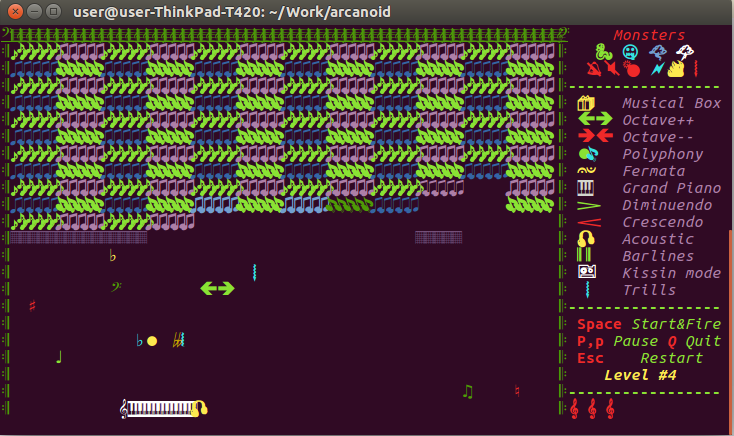 user@user-ThinkPad-T420: ~/Work/arcanoid
Monsters
Musical Box
Octave++
Octave--
Polyphony
Fermata
Grand Piano
Diminuendo
Crescendo
Acoustic
Barlines
Kissin mode
Trills
Space Start&Fire
P,p Pause Q Quit
Esc Restart
Level #4